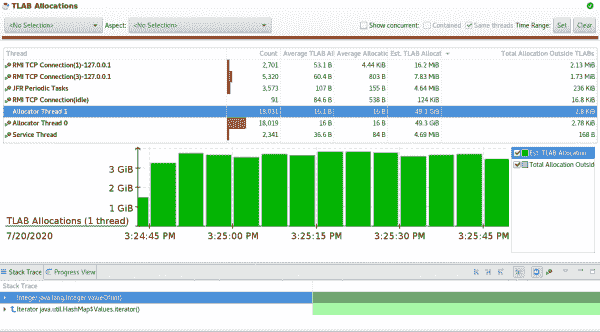 TLAB Allocations
<No Selection> Aspect: <No Selection> Show concurrent: Contained Same threads Time Range: Set Clear
Thread Count Average TLAB Al Average Allocatic Est. TLAB Allocat Total Allocation Outside TLABs
RMI TCP Connection(1)-127.0.0.1 2,701 53.1 B 4.44 KiB 16.2 MiB 2.13 MiB
RMI TCP Connection(3)-127.0.0.1 5,320 60.4 B 803 B 7.83 MiB 1.73 MiB
JFR Periodic Tasks 3,573 107 B 155 B 4.64 MiB 236 KiB
RMI TCP Connection(idle) 91 84.6 B 538 B 124 KiB 16.8 KiB
Allocator Thread 1 18,031 16.1 B 16 B 49.1 GiB 2.8 KiB
Allocator Thread 0 18,019 16 B 16 B 49.3 GiB 2.78 KiB
Service Thread 2,341 36.6 B 84 B 4.69 MiB 168 B
3 GiB
2 GiB
1 GiB
TLAB Allocations (1 thread)
7/20/2020 3:24:45 PM 3:25:00 PM 3:25:15 PM 3:25:30 PM 3:25:45 PM
Est. TLAB Allocation
Total Allocation Outsid
Stack Trace Progress View
Stack Trace
Integer java.lang.Integer.valueOf(int)
Iterator java.util.HashMap$Values.iterator()